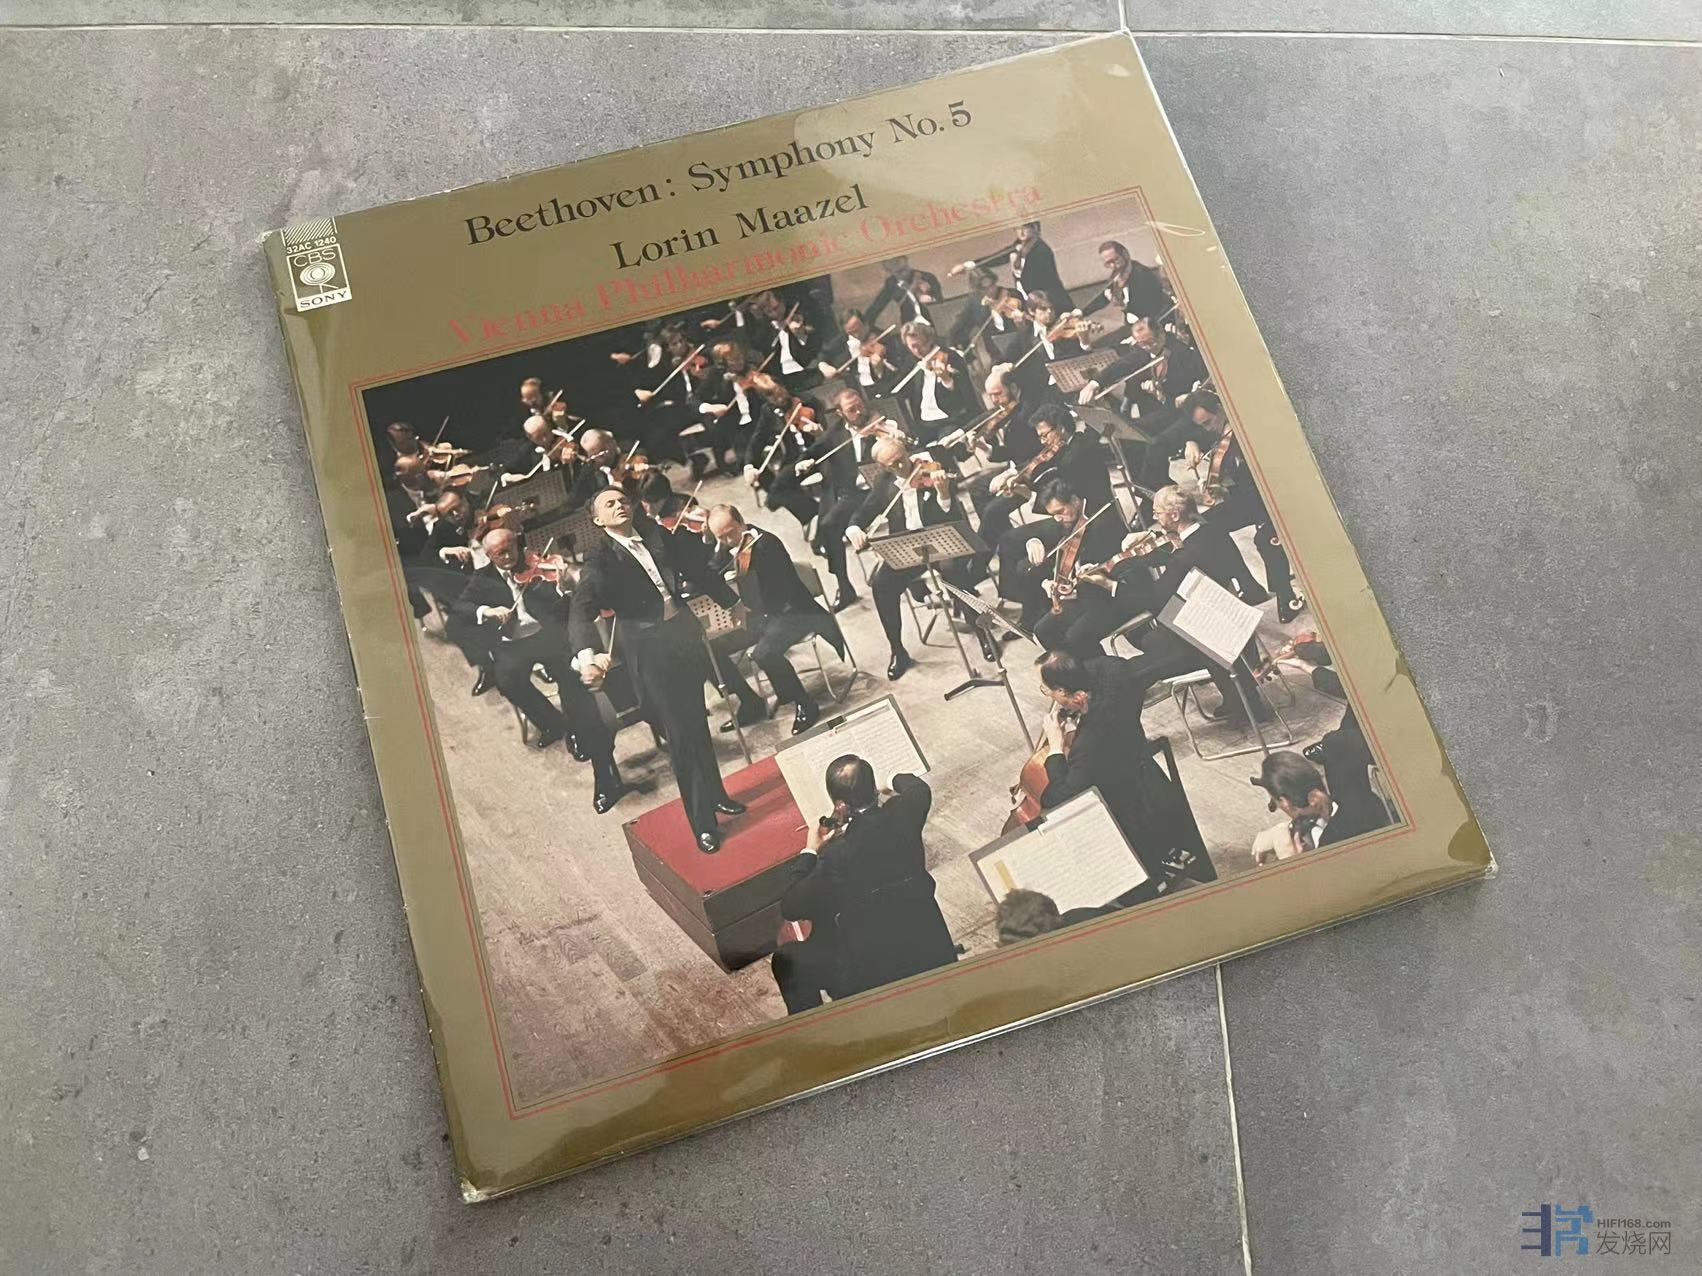 Beethoven: Symphony No.5
Lorin Maazel
Vienna Philharmonic Orchestra
32AC 1240
CBS
SONY
HIFI168.com
发烧网